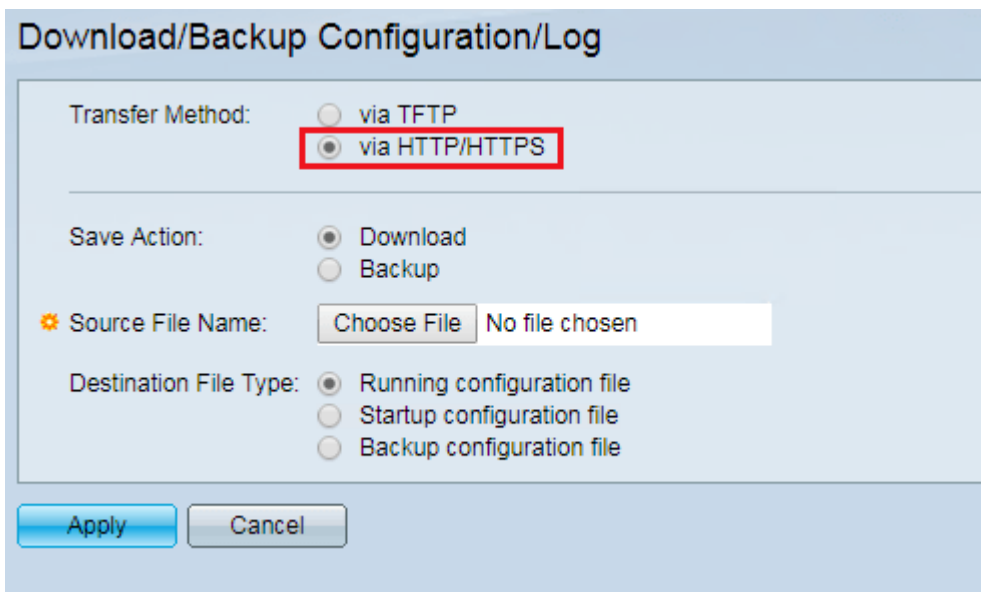 Download/Backup Configuration/Log
Transfer Method: via TFTP
via HTTP/HTTPS
Save Action: Download
Backup
Source File Name: Choose File No file chosen
Destination File Type: Running configuration file
Startup configuration file
Backup configuration file
Apply Cancel